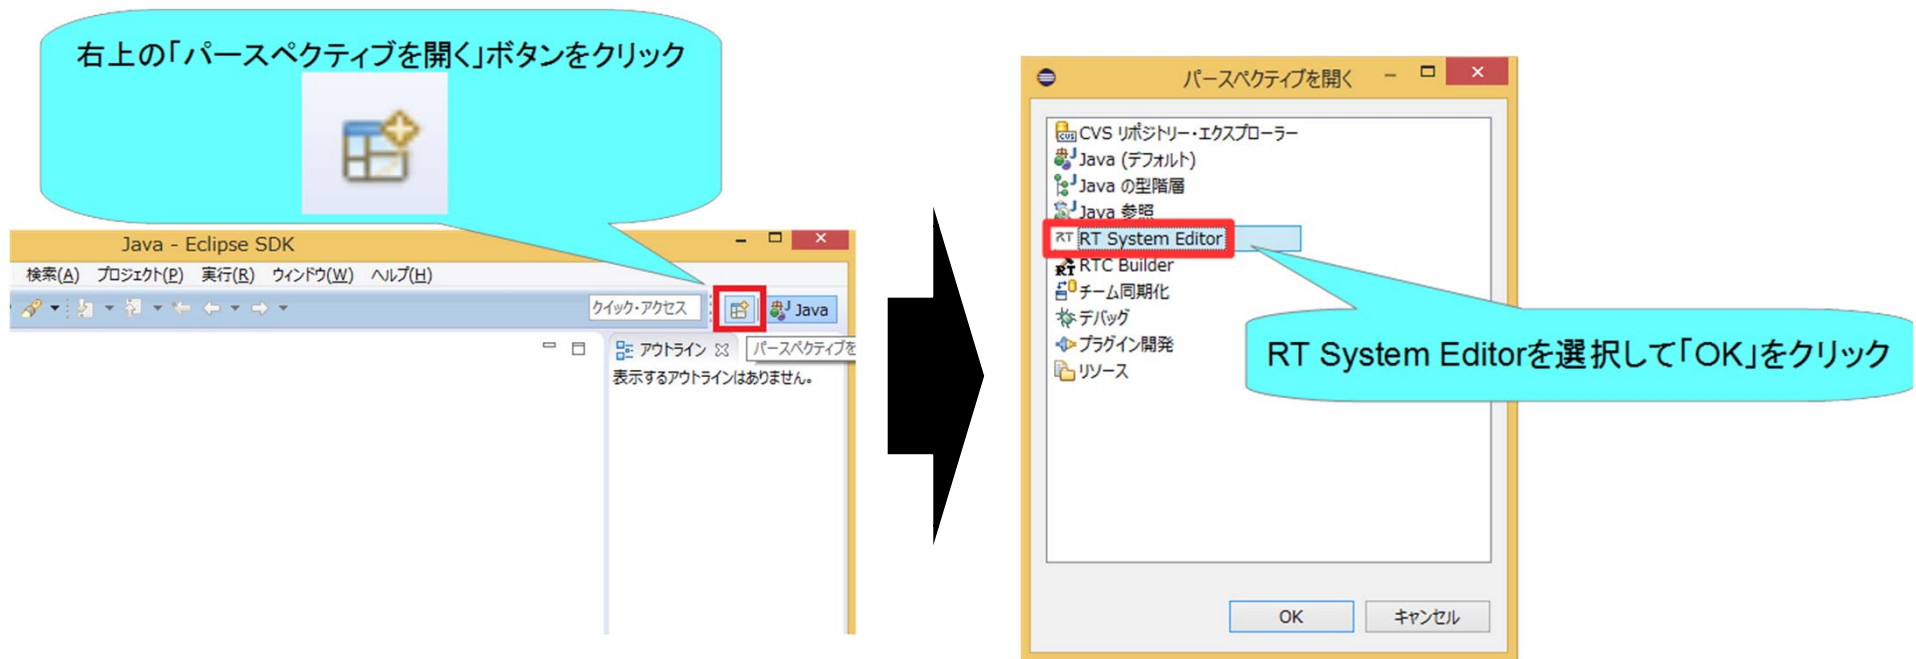 右上の「パースペクティブを開く」ボタンをクリック
Java - Eclipse SDK
検索(A) プロジェクト(P) 実行(R) ウィンドウ(W) ヘルプ(H)
クイック・アクセス
Java
アウトライン
パースペクティブを
表示するアウトラインはありません。
パースペクティブを開く
CVS リポジトリー・エクスプローラー
Java (デフォルト)
Java の型階層
Java 参照
RT RT System Editor
RTC Builder
チーム同期化
デバッグ
プラグイン開発
リソース
RT System Editorを選択して「OK」をクリック
OK キャンセル